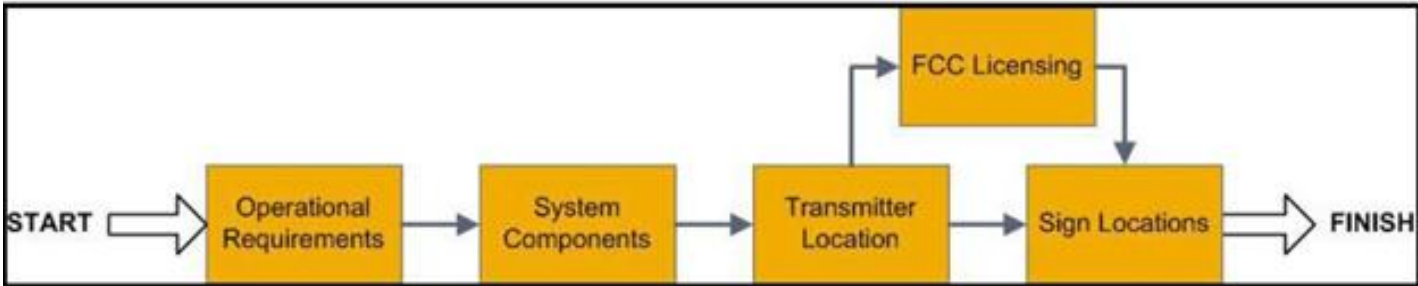 FCC Licensing
START
Operational
Requirements
System
Components
Transmitter
Location
Sign Locations
FINISH